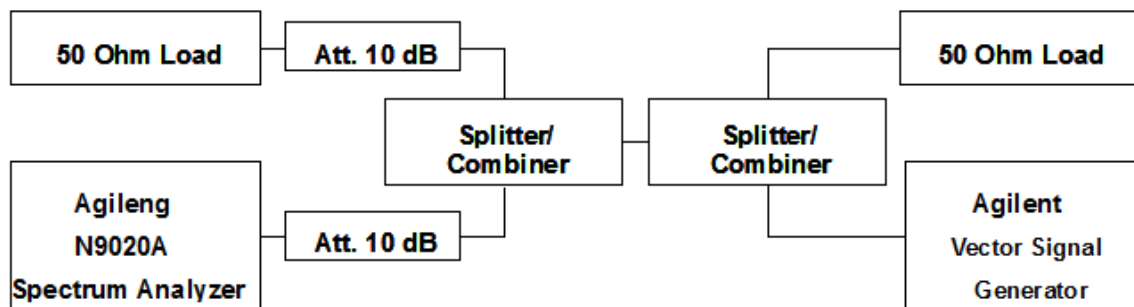 50 Ohm Load
Att. 10 dB
50 Ohm Load
Splitter/
Combiner
Splitter/
Combiner
Agileng
N9020A
Spectrum Analyzer
Att. 10 dB
Agilent
Vector Signal
Generator